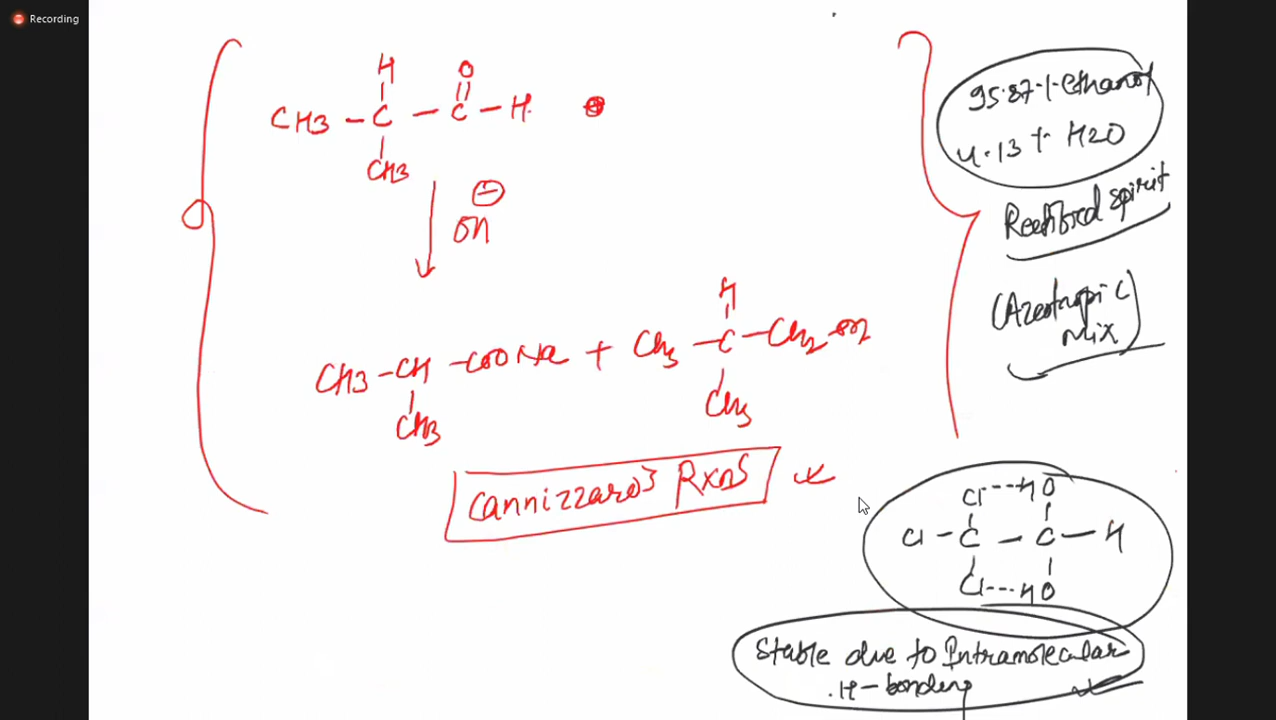 Recording
H
O
CH3 - C - C - H ⊕
CH3
⊖
OH
H
CH3 - CH - COONa + CH3 - C - CH2 - OH
CH3
CH3
Cannizzaro's Rxns
95.87 % ethanol
4.13 % H2O
Rectified spirit
(Azeotropic
Mix)
Cl --- HO
Cl - C - C - H
Cl --- HO
Stable due to Intramolecular
H-bonding